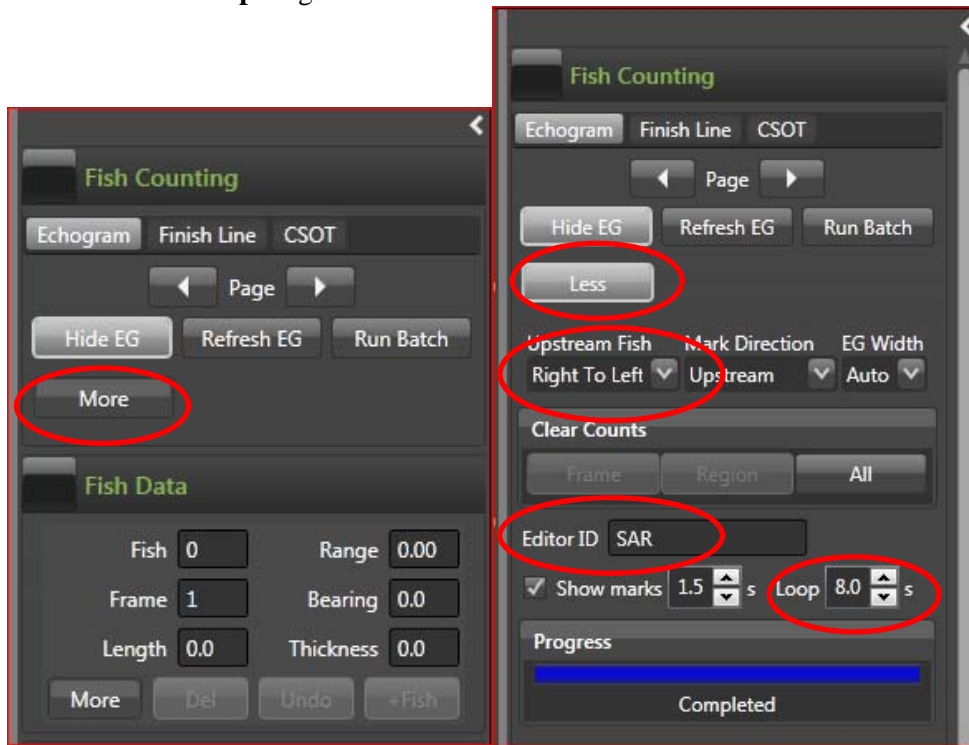 Fish Counting
Echogram Finish Line CSOT
Page
Hide EG Refresh EG Run Batch
More
Fish Data
Fish 0 Range 0.00
Frame 1 Bearing 0.0
Length 0.0 Thickness 0.0
More Del Undo +Fish
Fish Counting
Echogram Finish Line CSOT
Page
Hide EG Refresh EG Run Batch
Less
Upstream Fish Mark Direction EG Width
Right To Left Upstream Auto
Clear Counts
Frame Region All
Editor ID SAR
Show marks 1.5 s Loop 8.0 s
Progress
Completed